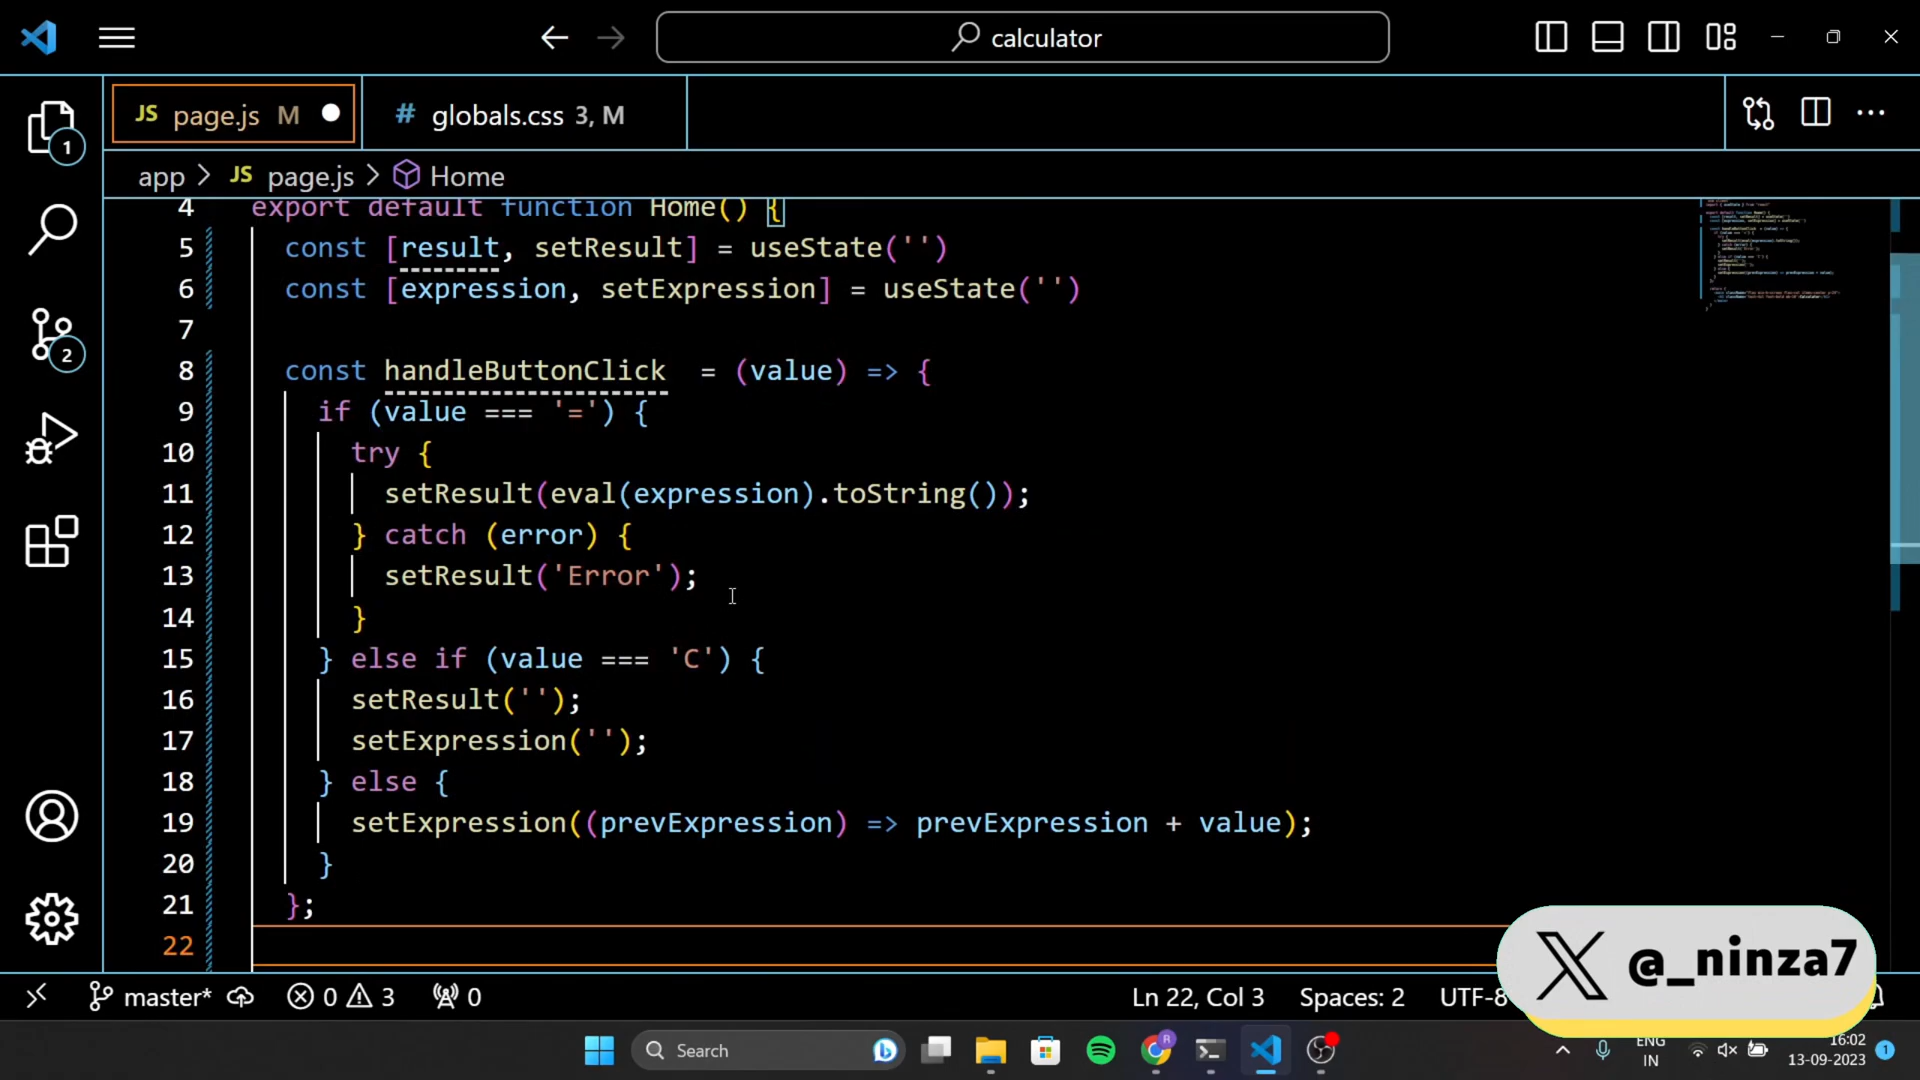 calculator
JS page.js M
# globals.css 3, M
1
app > JS page.js > Home
4 export default function Home() {
5 const [result, setResult] = useState('')
6 const [expression, setExpression] = useState('')
7
8 const handleButtonClick  = (value) => {
9 if (value === '=') {
10 try {
11 setResult(eval(expression).toString());
12 } catch (error) {
13 setResult('Error');
14 }
15 } else if (value === 'C') {
16 setResult('');
17 setExpression('');
18 } else {
19 setExpression((prevExpression) => prevExpression + value);
20 }
21 };
22
2
X @_ninza7
master* 0 3 0
Ln 22, Col 3 Spaces: 2 UTF-8
Search
R
ENG
IN
16:02
13-09-2023
1